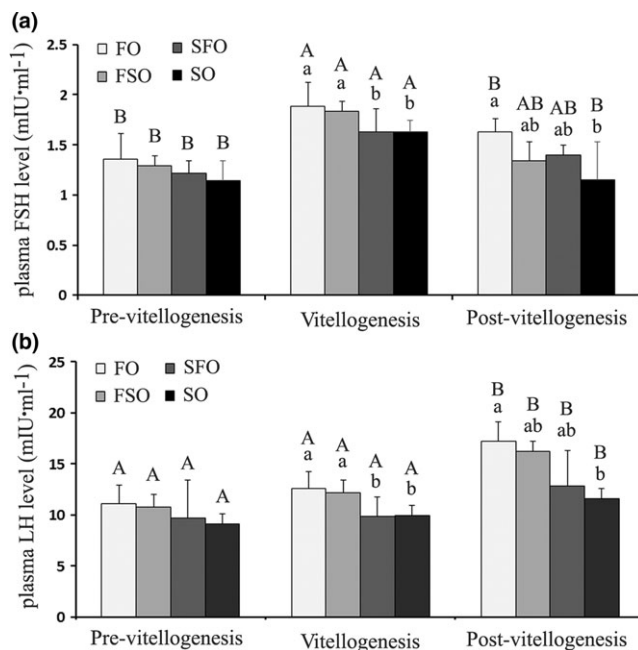 (a)
plasma FSH level (mIU·ml⁻¹)
2.5
2
1.5
1
0.5
0
FO SFO
FSO SO
B B B B
A A A A
a a b b
B AB AB B
a ab ab b
Pre-vitellogenesis Vitellogenesis Post-vitellogenesis
(b)
plasma LH level (mIU·ml⁻¹)
25
20
15
10
5
0
FO SFO
FSO SO
A A A A
A A A A
a a b b
B B B B
a ab ab b
Pre-vitellogenesis Vitellogenesis Post-vitellogenesis